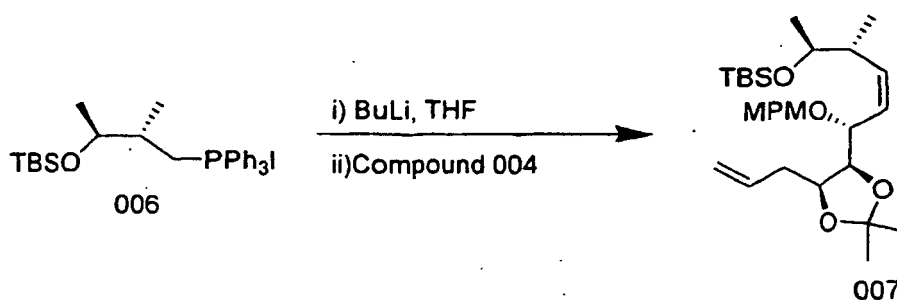 TBSO
PPh3I
006
i) BuLi, THF
ii)Compound 004
TBSO
MPMO
O
O
007